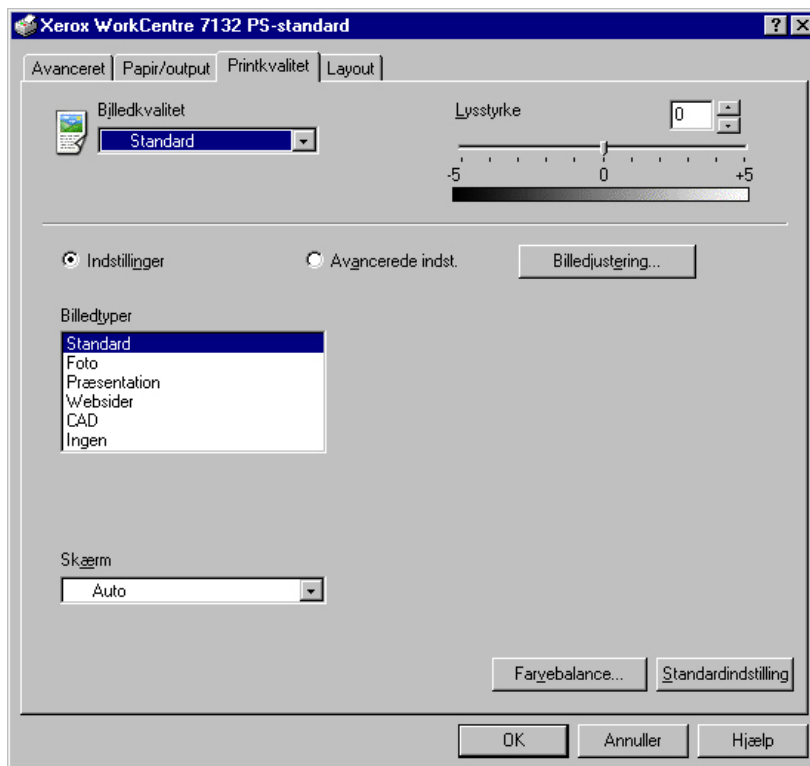 Xerox WorkCentre 7132 PS-standard
Avanceret Papir/output Printkvalitet Layout
Billedkvalitet
Standard
Lysstyrke
0
-5 0 +5
Indstillinger
Avancerede indst.
Billedjustering...
Billedtyper
Standard
Foto
Præsentation
Websider
CAD
Ingen
Skærm
Auto
Farvebalance...
Standardindstilling
OK
Annuller
Hjælp